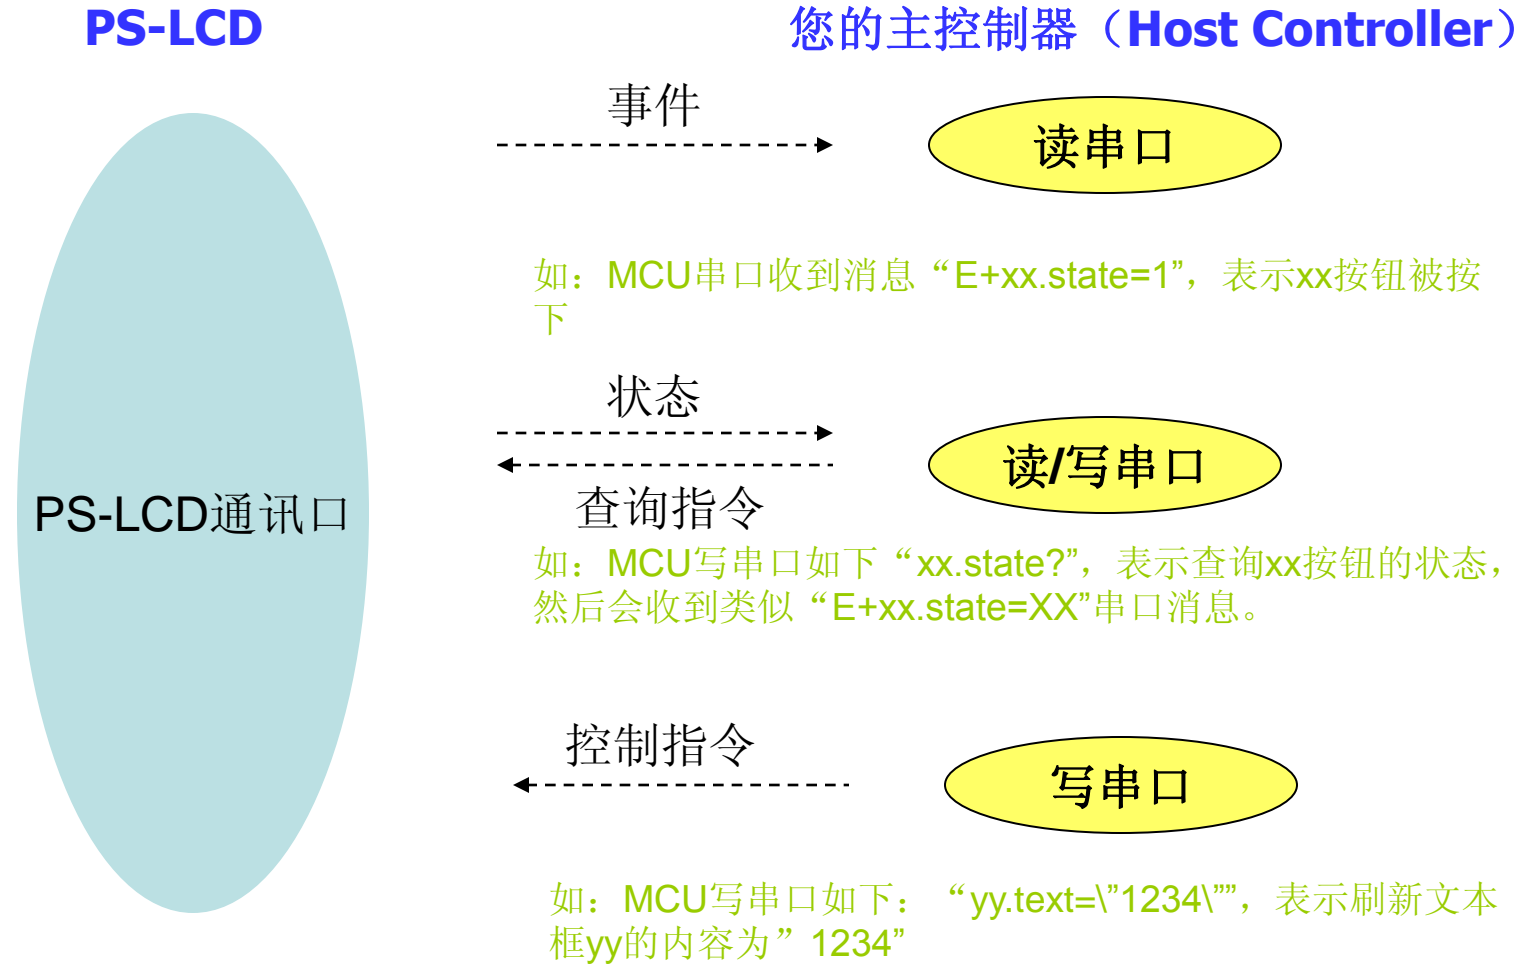 PS-LCD
您的主控制器（Host Controller）
事件
读串口
如：MCU串口收到消息“E+xx.state=1”，表示xx按钮被按
下
状态
读/写串口
PS-LCD通讯口
查询指令
如：MCU写串口如下“xx.state?”，表示查询xx按钮的状态，
然后会收到类似“E+xx.state=XX”串口消息。
控制指令
写串口
如：MCU写串口如下：“yy.text=\”1234\””，表示刷新文本
框yy的内容为”1234”